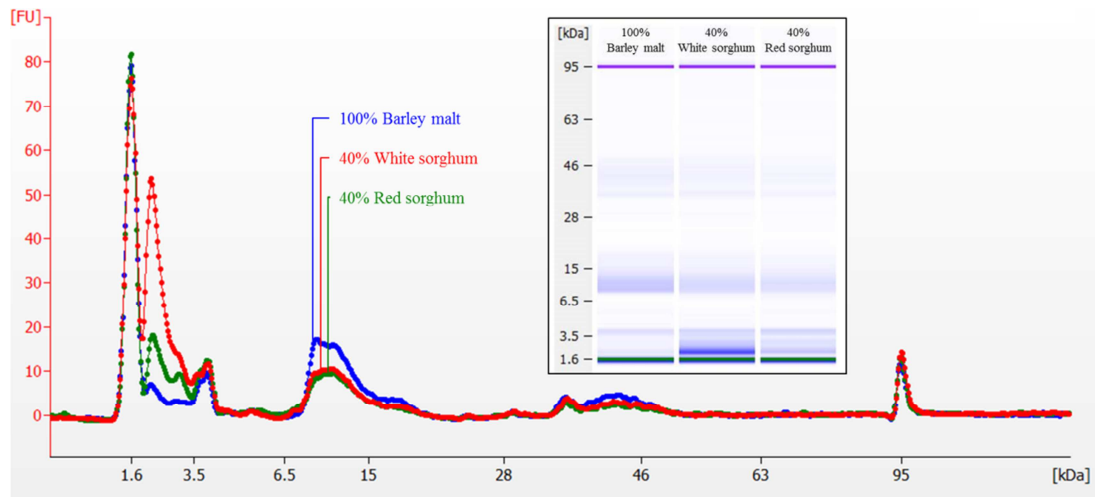 [FU]
80
70
60
50
40
30
20
10
0
100% Barley malt
40% White sorghum
40% Red sorghum
1.6 3.5 6.5 15 28 46 63 95 [kDa]
[kDa]
100% 40% 40%
Barley malt White sorghum Red sorghum
95
63
46
28
15
6.5
3.5
1.6